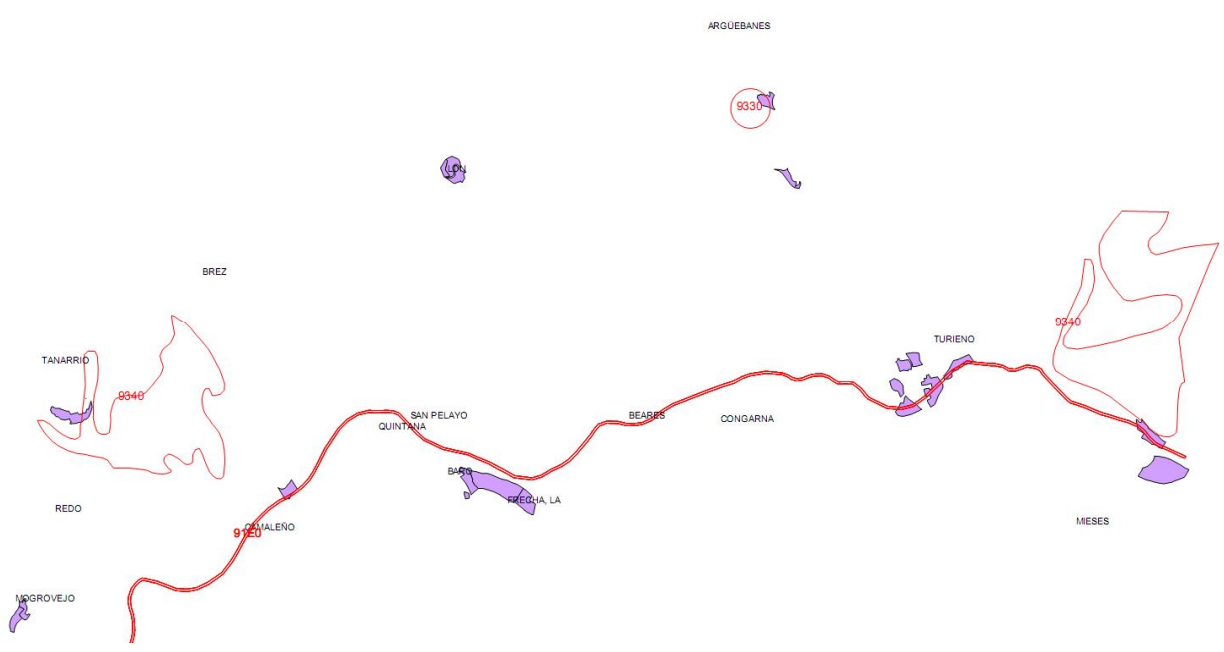 ARGÜEBANES
9330
LON
BREZ
9340
TURIENO
TANARRIO
9340
SAN PELAYO
BEARES
CONGARNA
QUINTANA
BARO
FRECHA, LA
REDO
MIESES
CAMALEÑO
91E0
MOGROVEJO